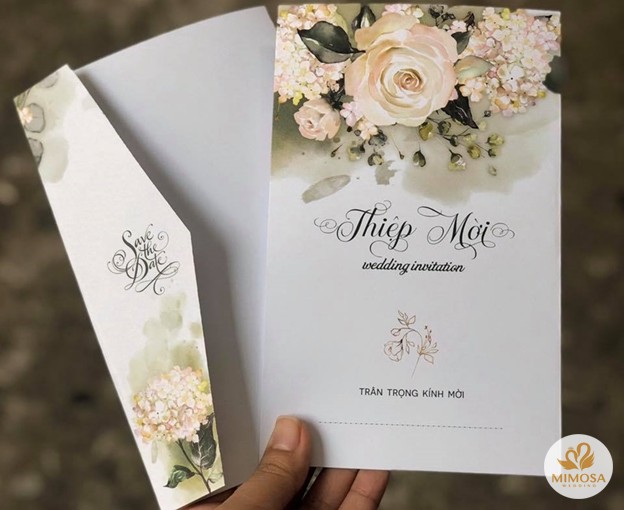 Save
the
Date
Thiệp Mời
wedding invitation
TRÂN TRỌNG KÍNH MỜI
MIMOSA
WEDDING